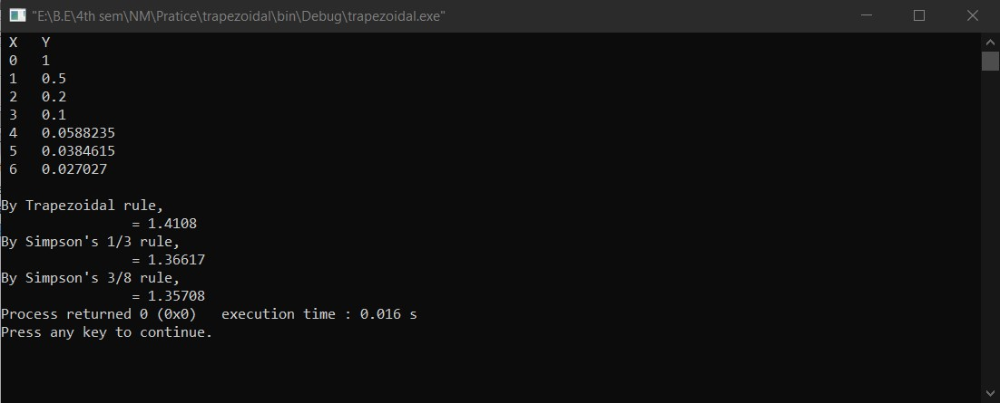 "E:\B.E\4th sem\NM\Pratice\trapezoidal\bin\Debug\trapezoidal.exe"
X   Y
0   1
1   0.5
2   0.2
3   0.1
4   0.0588235
5   0.0384615
6   0.027027
By Trapezoidal rule,
= 1.4108
By Simpson's 1/3 rule,
= 1.36617
By Simpson's 3/8 rule,
= 1.35708
Process returned 0 (0x0)   execution time : 0.016 s
Press any key to continue.